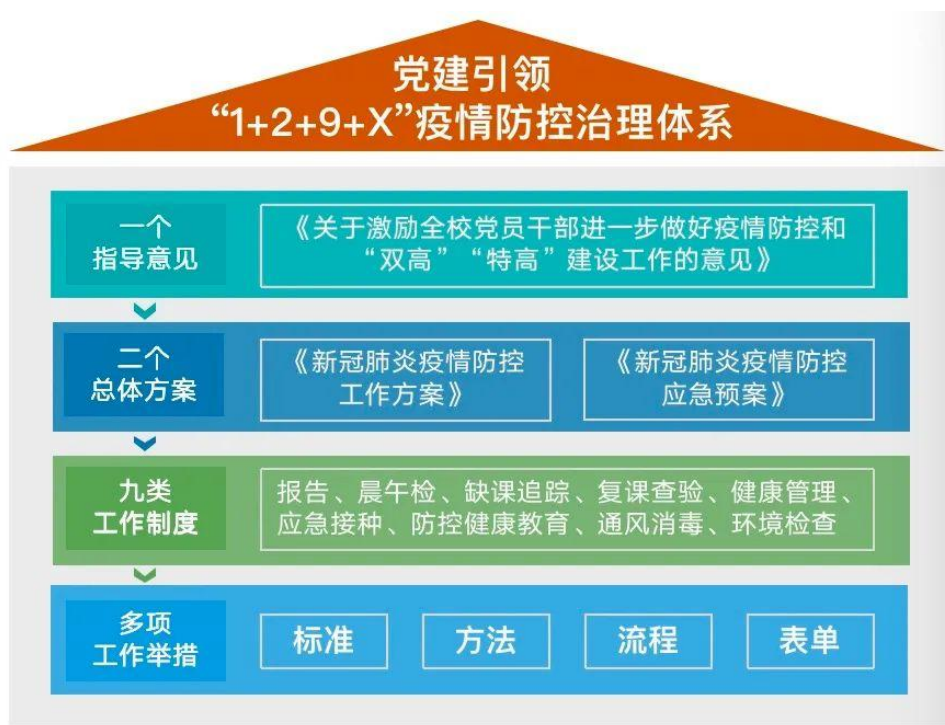 党建引领
“1+2+9+X”疫情防控治理体系
一个
指导意见
《关于激励全校党员干部进一步做好疫情防控和
“双高”“特高”建设工作的意见》
二个
总体方案
《新冠肺炎疫情防控
工作方案》
《新冠肺炎疫情防控
应急预案》
九类
工作制度
报告、晨午检、缺课追踪、复课查验、健康管理、
应急接种、防控健康教育、通风消毒、环境检查
多项
工作举措
标准
方法
流程
表单